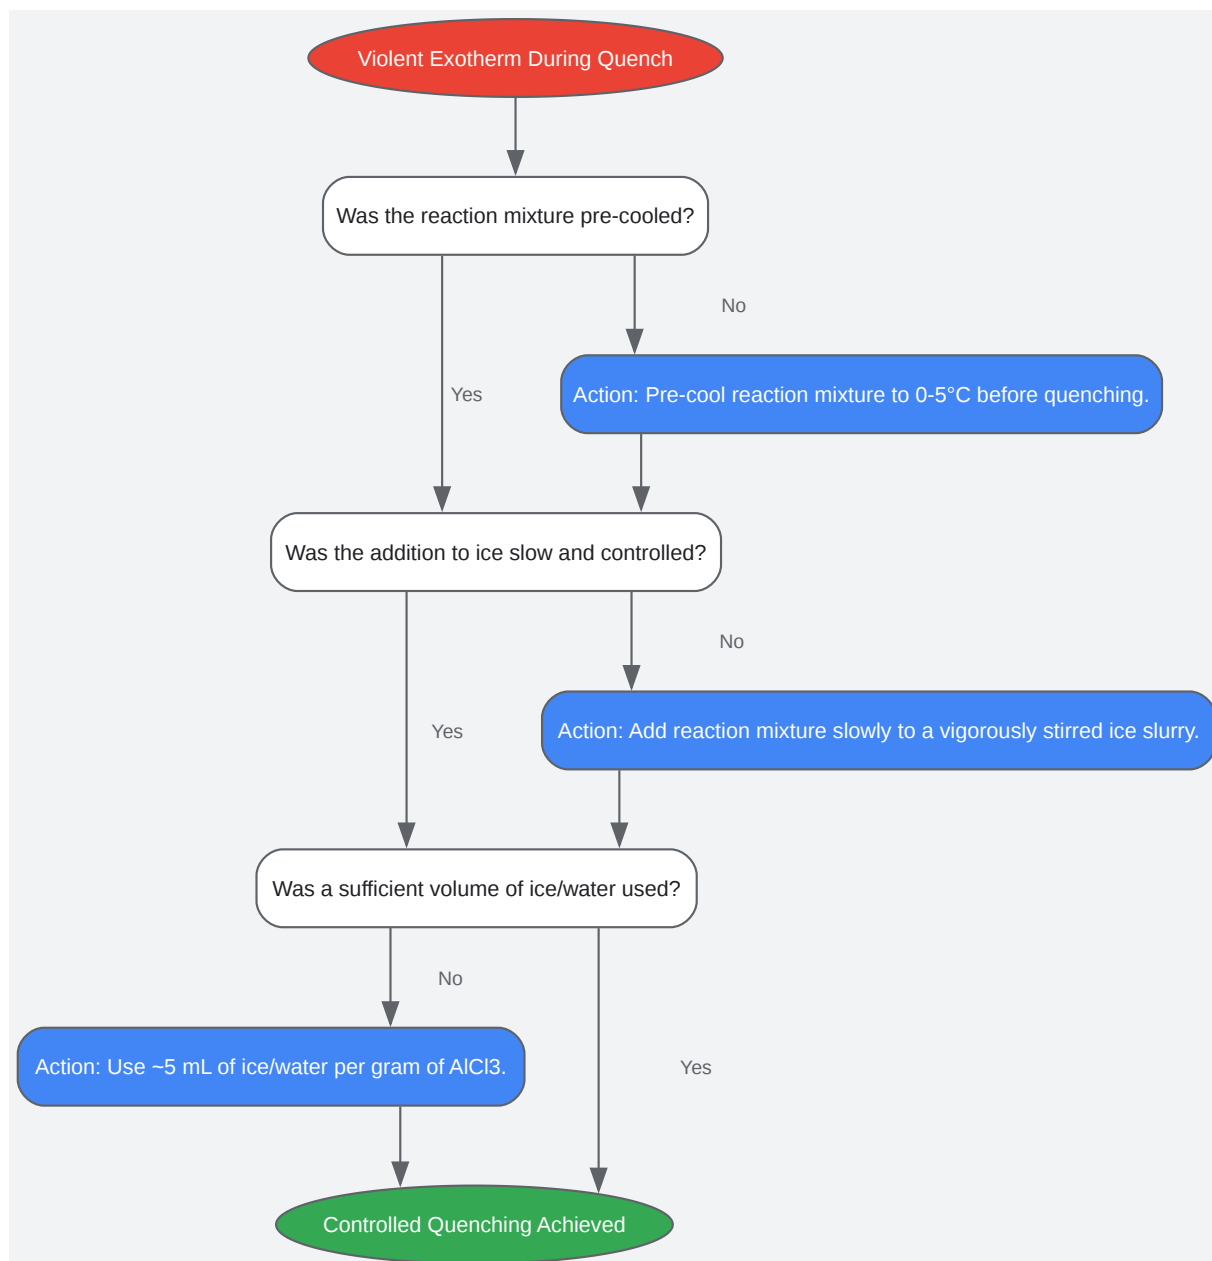 Violent Exotherm During Quench
Was the reaction mixture pre-cooled?
No
Yes
Action: Pre-cool reaction mixture to 0-5°C before quenching.
Was the addition to ice slow and controlled?
No
Yes
Action: Add reaction mixture slowly to a vigorously stirred ice slurry.
Was a sufficient volume of ice/water used?
No
Action: Use ~5 mL of ice/water per gram of AlCl3.
Yes
Controlled Quenching Achieved